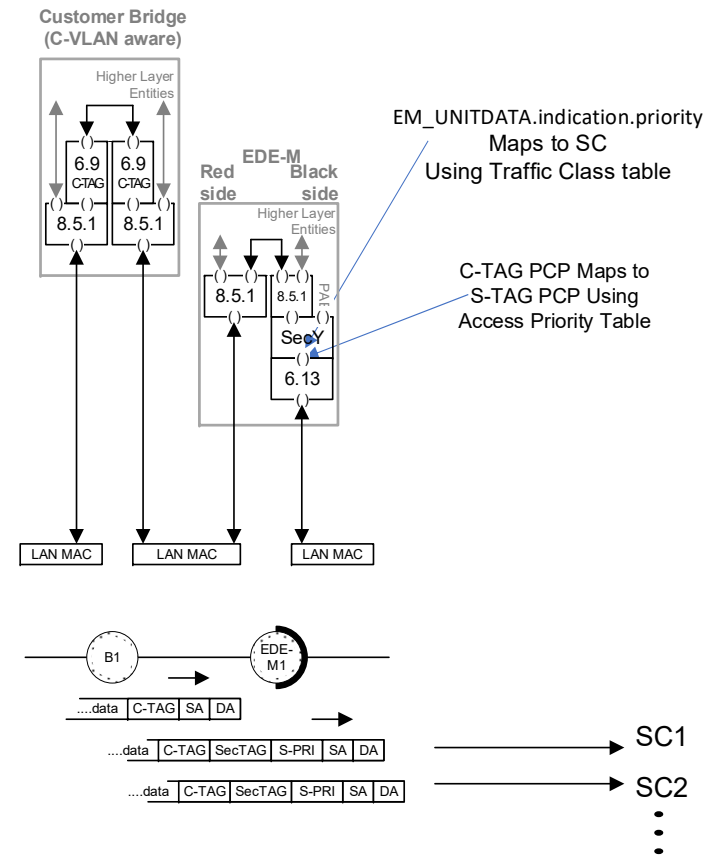 Customer Bridge
(C-VLAN aware)
Higher Layer
Entities
( ) ( )
6.9 6.9
C-TAG C-TAG
( ) ( ) ( ) ( )
8.5.1 8.5.1
( ) ( )
EDE-M
Red Black
side side
Higher Layer
Entities
( ) ( ) ( ) ( )
8.5.1 8.5.1
( ) ( ) ( )
SecY
( )
6.13
( )
EM_UNITDATA.indication.priority
Maps to SC
Using Traffic Class table
C-TAG PCP Maps to
S-TAG PCP Using
Access Priority Table
LAN MAC LAN MAC LAN MAC
B1
EDE-
M1
....data C-TAG SA DA
....data C-TAG SecTAG S-PRI SA DA
SC1
....data C-TAG SecTAG S-PRI SA DA
SC2